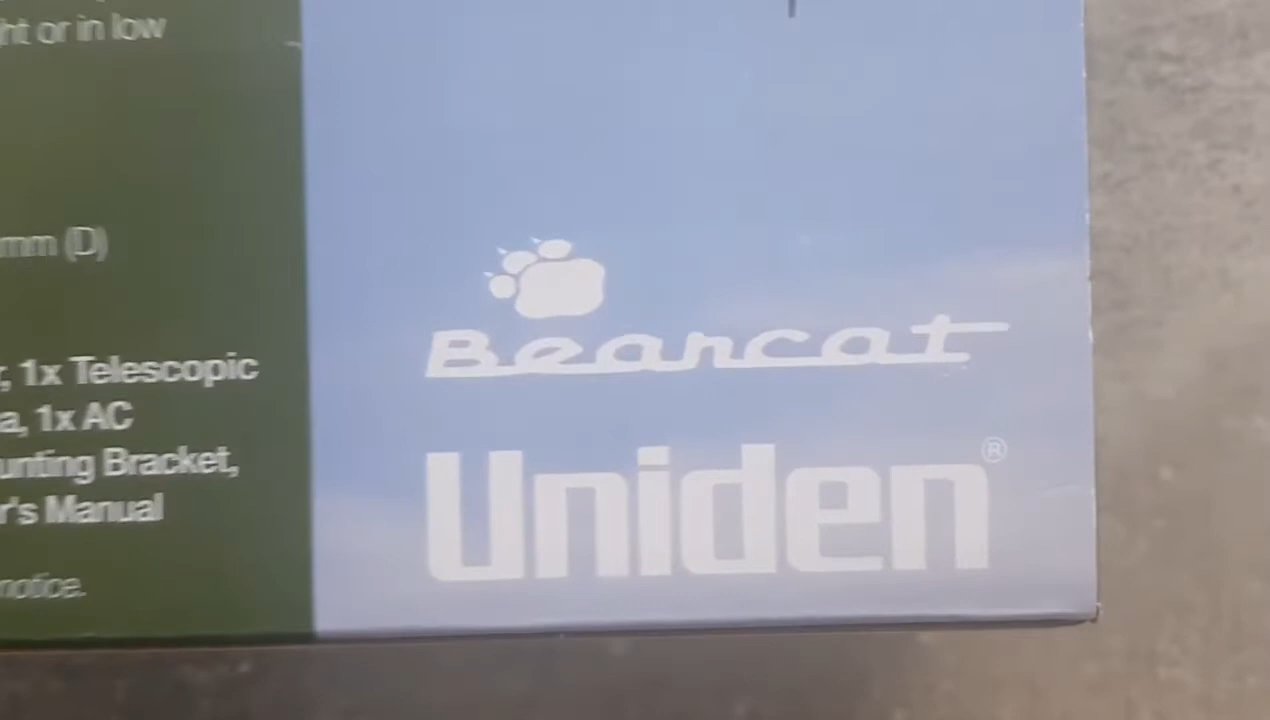 ht or in low
mm (D)
, 1x Telescopic
a, 1x AC
unting Bracket,
r's Manual
notice.
Bearcat
Uniden®